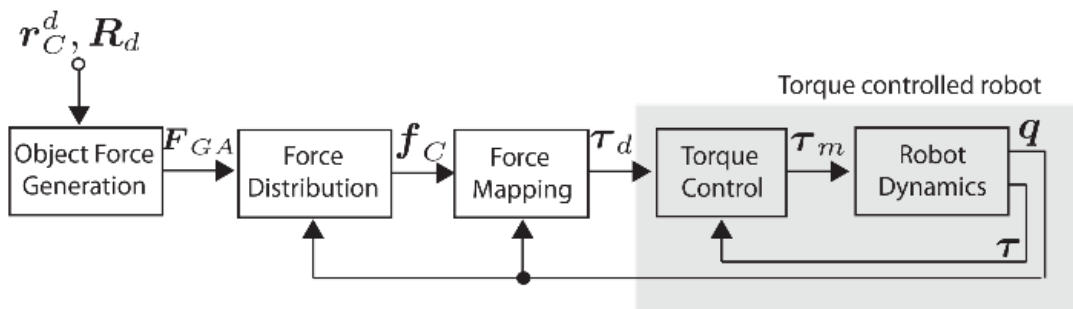 r_C^d, R_d
Torque controlled robot
Object Force
Generation
F_GA
Force
Distribution
f_C
Force
Mapping
τ_d
Torque
Control
τ_m
Robot
Dynamics
q
τ